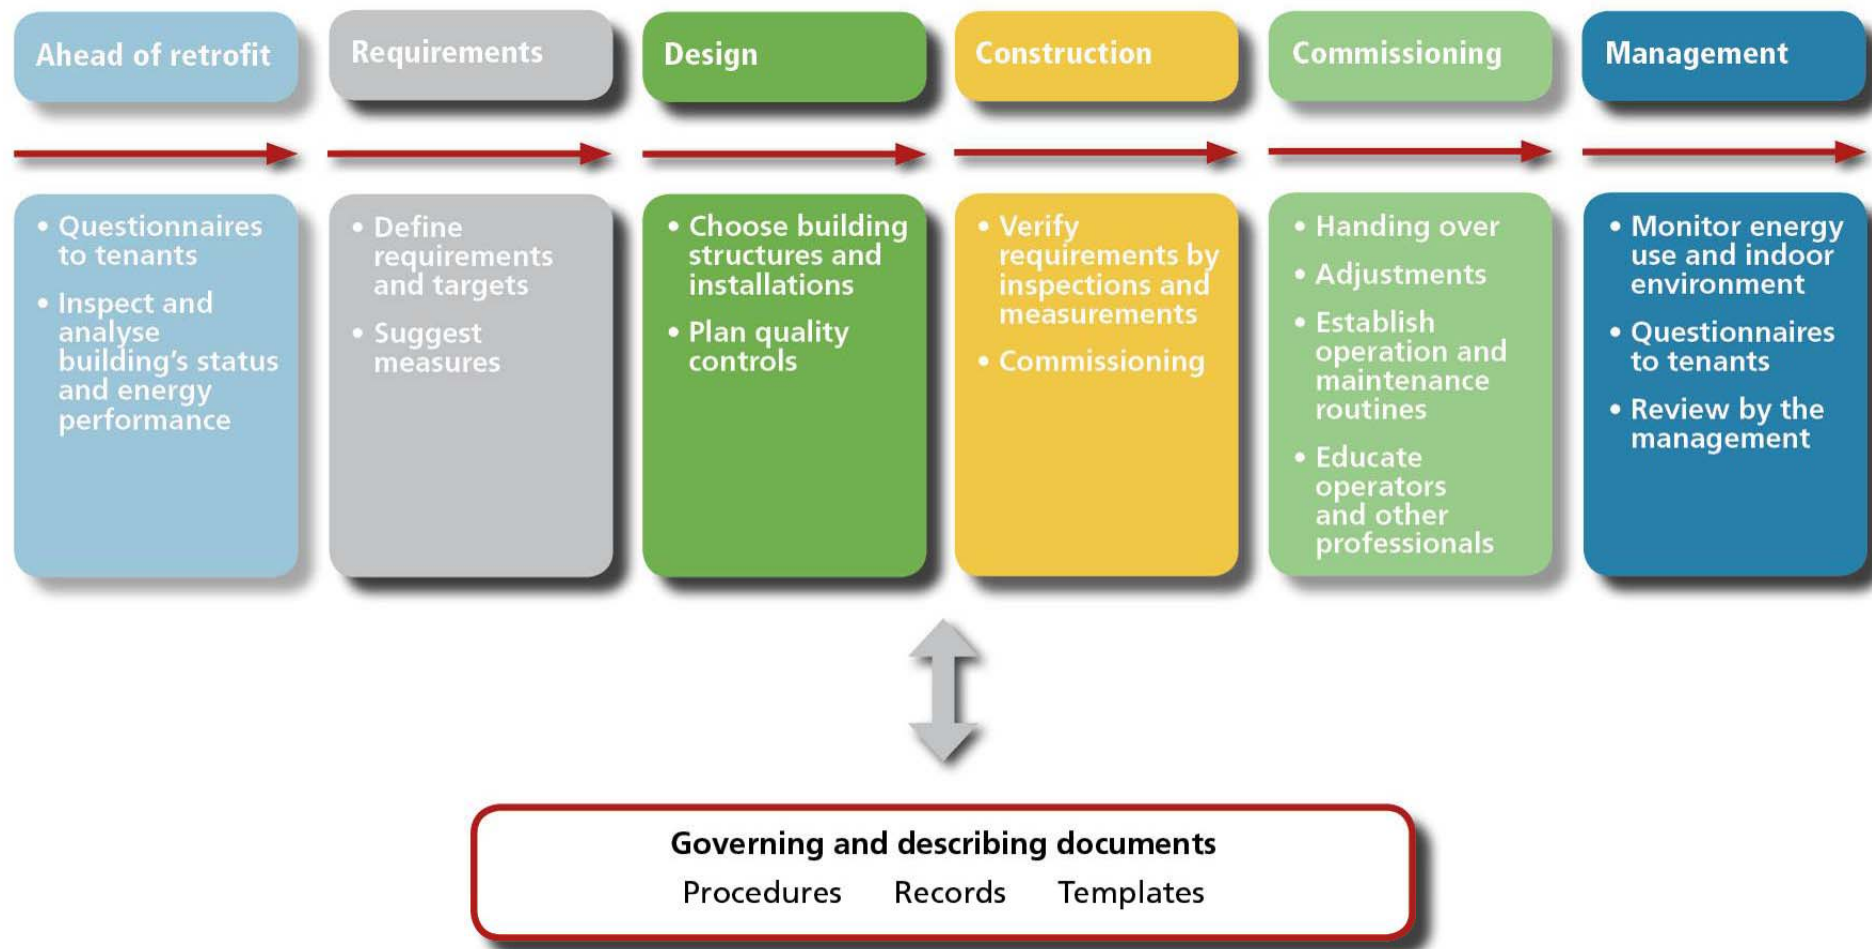 Ahead of retrofit
Requirements
Design
Construction
Commissioning
Management
• Questionnaires
to tenants
• Inspect and
analyse
building’s status
and energy
performance
• Define
requirements
and targets
• Suggest
measures
• Choose building
structures and
installations
• Plan quality
controls
• Verify
requirements by
inspections and
measurements
• Commissioning
• Handing over
• Adjustments
• Establish
operation and
maintenance
routines
• Educate
operators
and other
professionals
• Monitor energy
use and indoor
environment
• Questionnaires
to tenants
• Review by the
management
Governing and describing documents
Procedures Records Templates